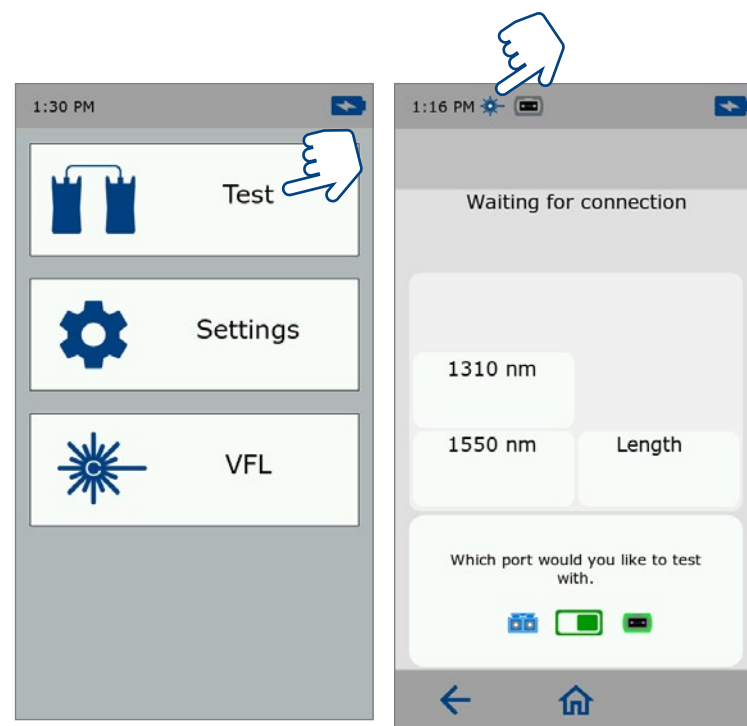 1:30 PM
Test
Settings
VFL
1:16 PM
Waiting for connection
1310 nm
1550 nm
Length
Which port would you like to test
with.